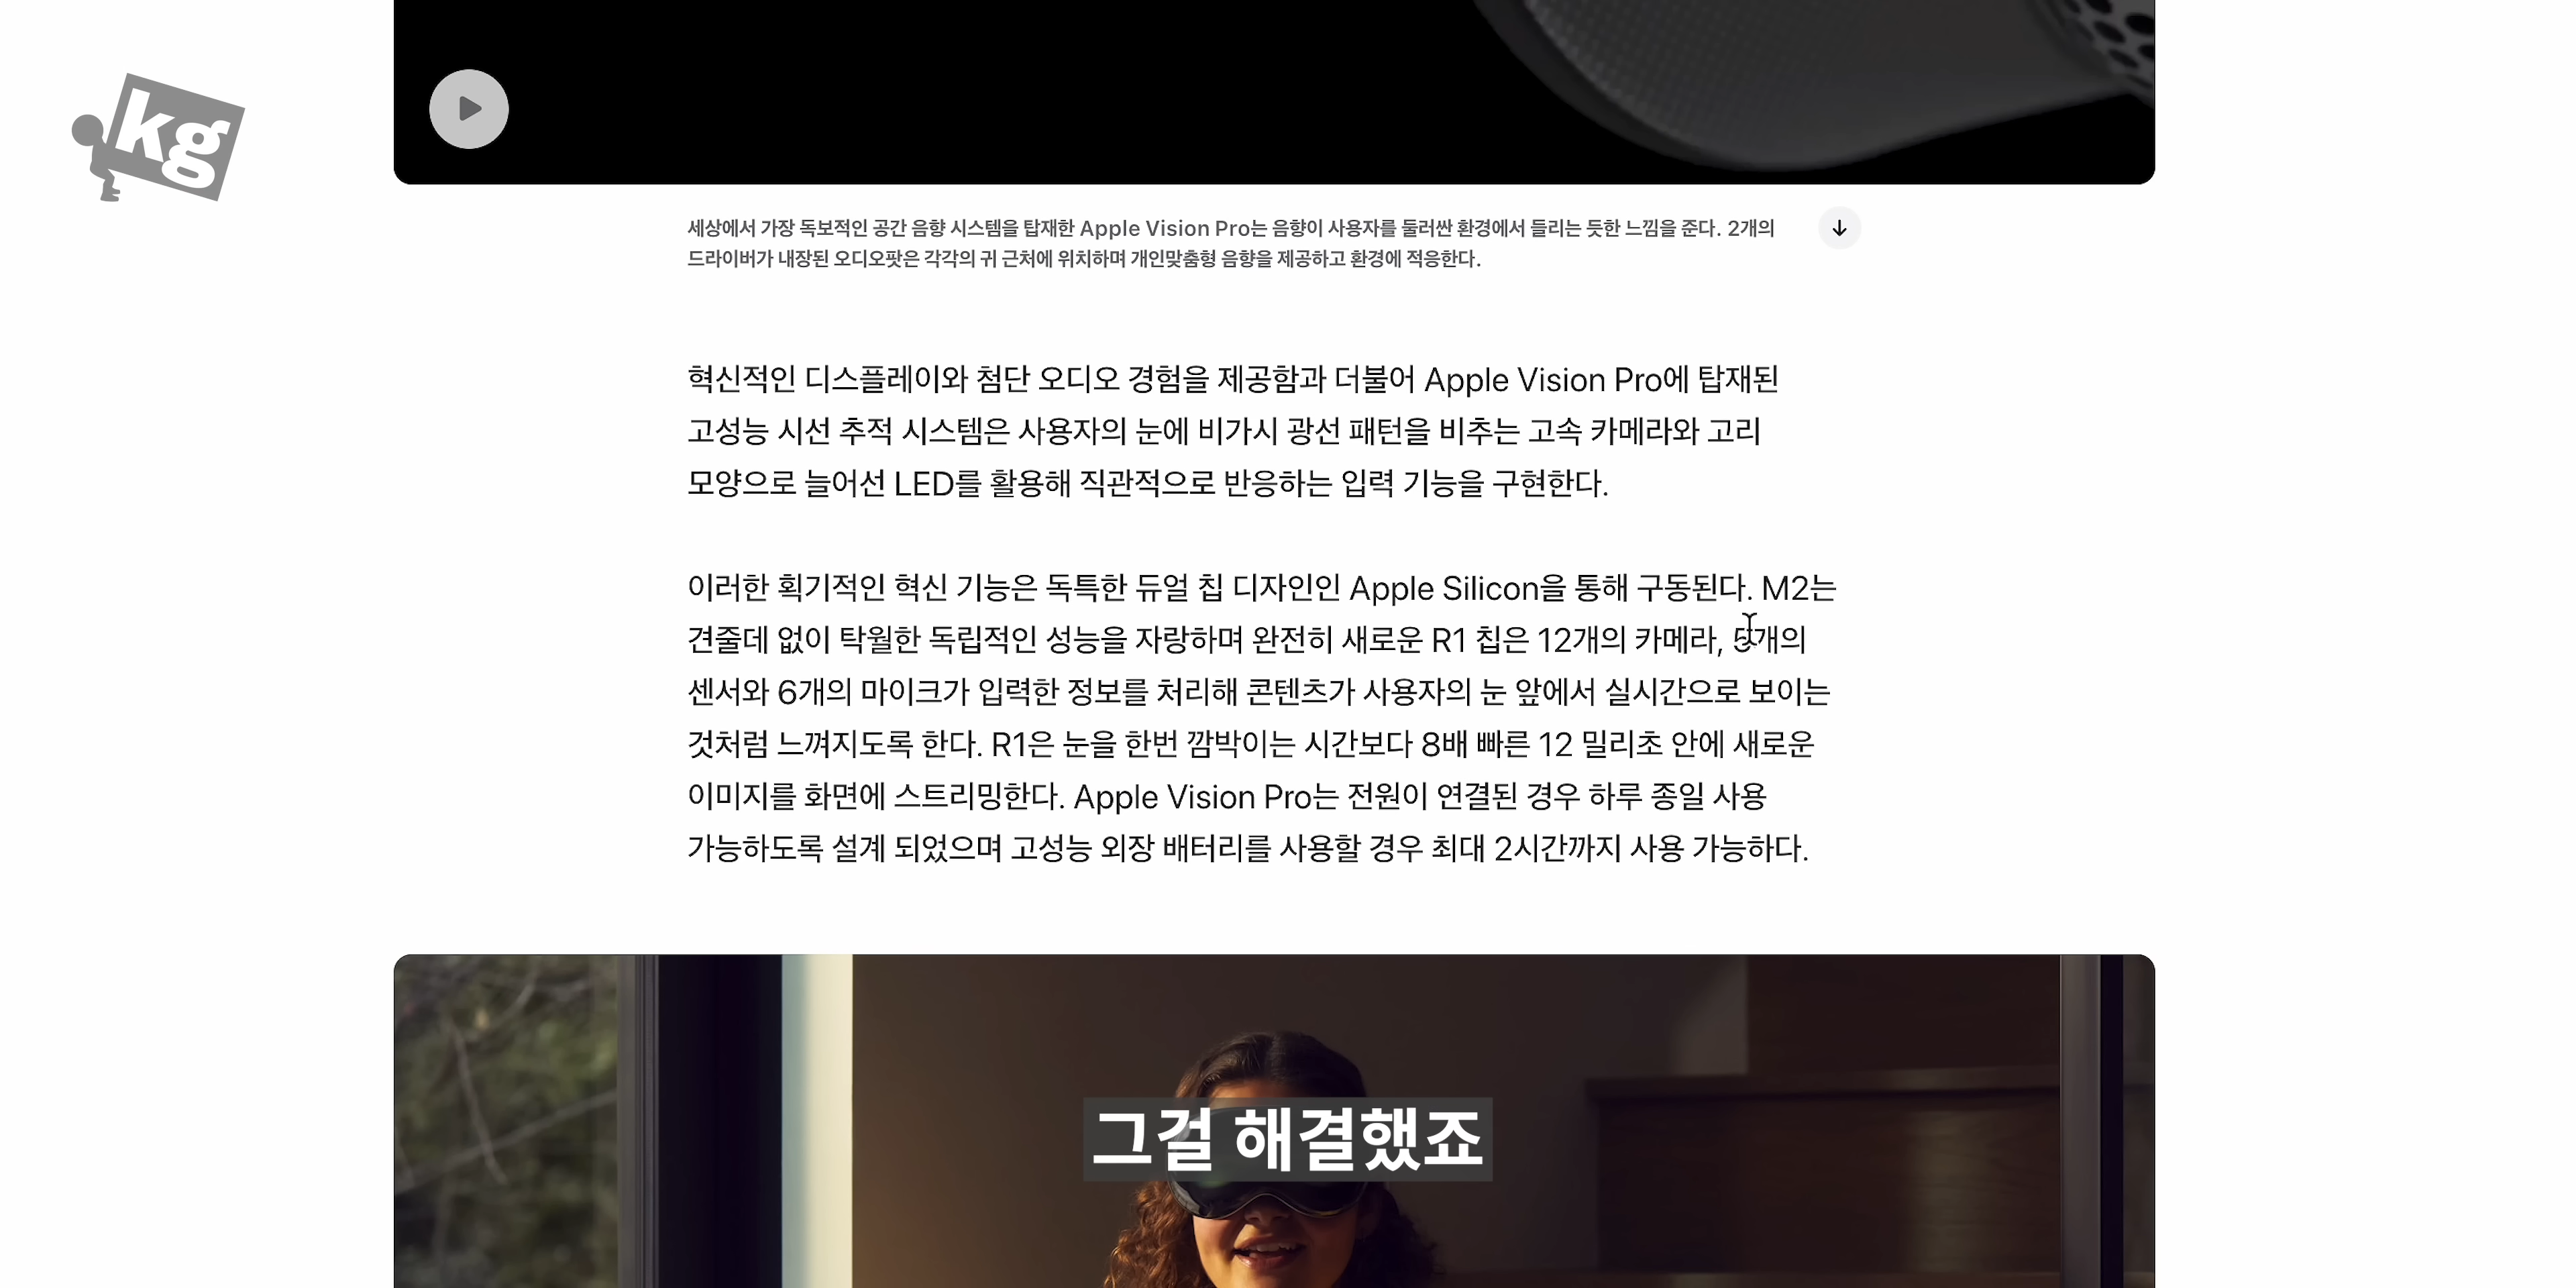 kg
세상에서 가장 독보적인 공간 음향 시스템을 탑재한 Apple Vision Pro는 음향이 사용자를 둘러싼 환경에서 들리는 듯한 느낌을 준다. 2개의
드라이버가 내장된 오디오팟은 각각의 귀 근처에 위치하며 개인맞춤형 음향을 제공하고 환경에 적응한다.
혁신적인 디스플레이와 첨단 오디오 경험을 제공함과 더불어 Apple Vision Pro에 탑재된
고성능 시선 추적 시스템은 사용자의 눈에 비가시 광선 패턴을 비추는 고속 카메라와 고리
모양으로 늘어선 LED를 활용해 직관적으로 반응하는 입력 기능을 구현한다.
이러한 획기적인 혁신 기능은 독특한 듀얼 칩 디자인인 Apple Silicon을 통해 구동된다. M2는
견줄데 없이 탁월한 독립적인 성능을 자랑하며 완전히 새로운 R1 칩은 12개의 카메라, 5개의
센서와 6개의 마이크가 입력한 정보를 처리해 콘텐츠가 사용자의 눈 앞에서 실시간으로 보이는
것처럼 느껴지도록 한다. R1은 눈을 한번 깜박이는 시간보다 8배 빠른 12 밀리초 안에 새로운
이미지를 화면에 스트리밍한다. Apple Vision Pro는 전원이 연결된 경우 하루 종일 사용
가능하도록 설계 되었으며 고성능 외장 배터리를 사용할 경우 최대 2시간까지 사용 가능하다.
그걸 해결했죠